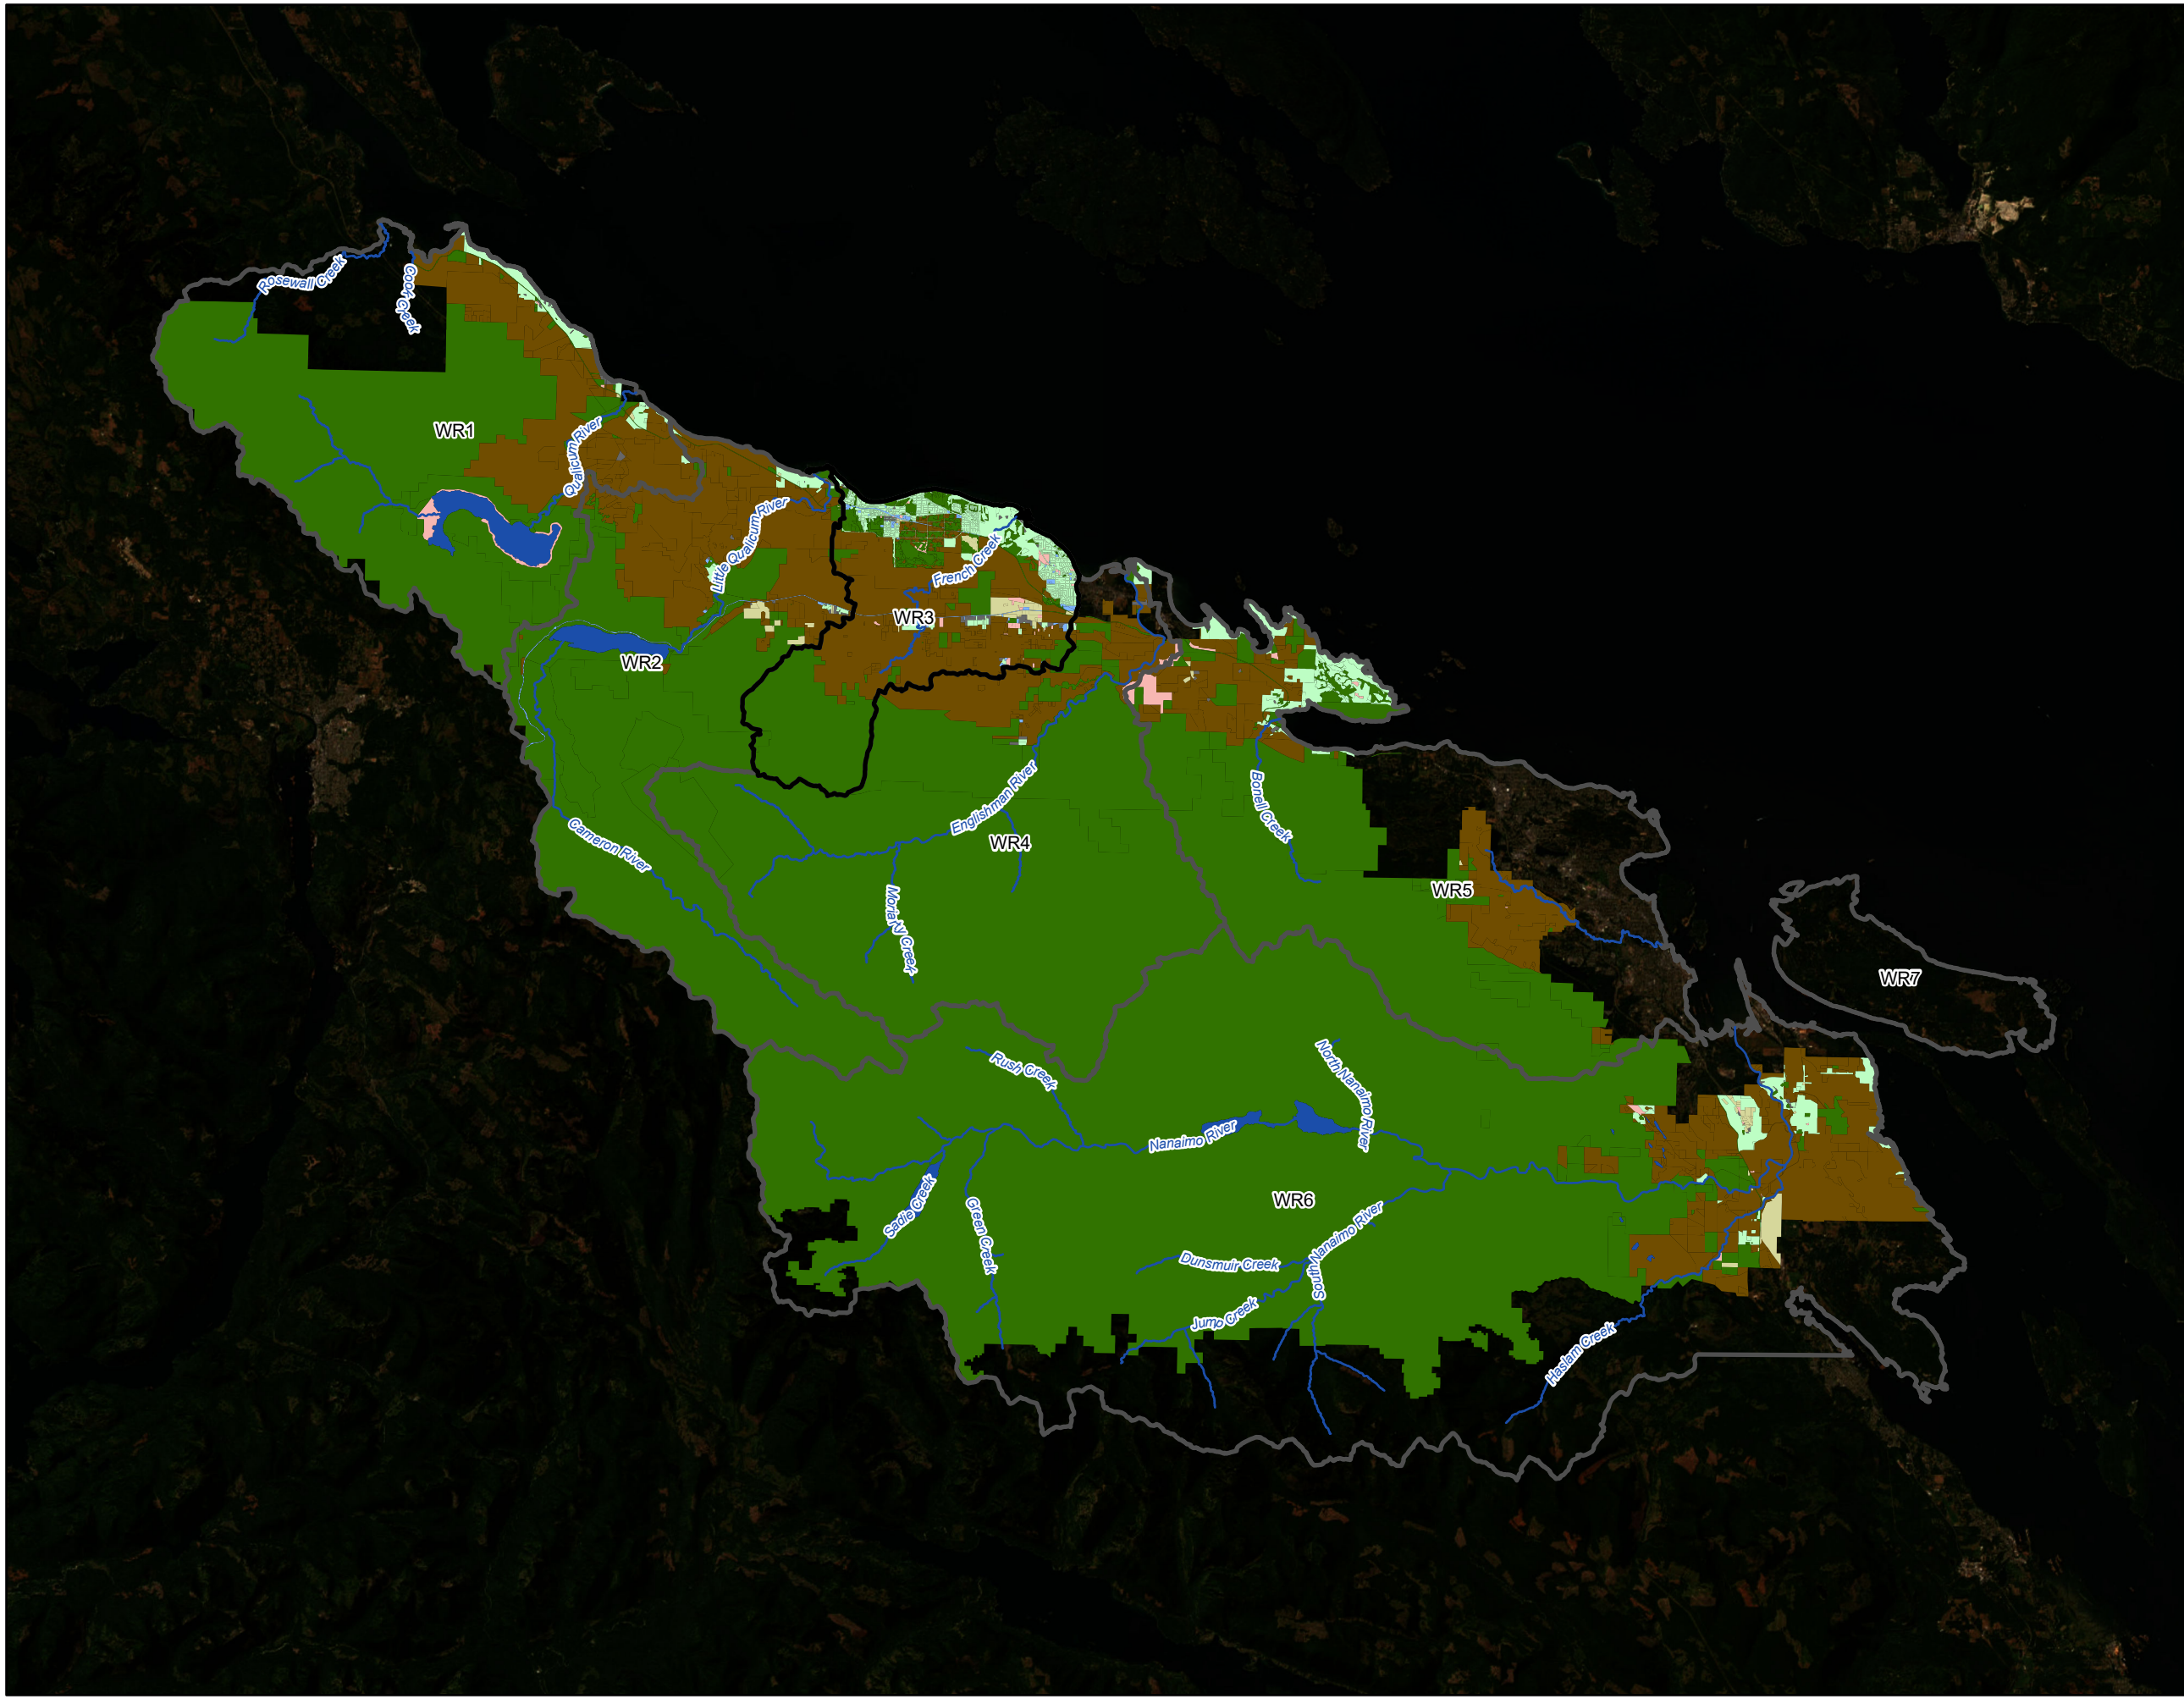 Rosewall Creek
Cook Creek
WR1
Qualicum River
Little Qualicum River
French Creek
WR3
WR2
Cameron River
Englishman River
WR4
Bonell Creek
Moriarty Creek
WR5
WR7
Rush Creek
North Nanaimo River
Nanaimo River
Sadie Creek
Green Creek
WR6
South Nanaimo River
Dunsmuir Creek
Jump Creek
Haslam Creek